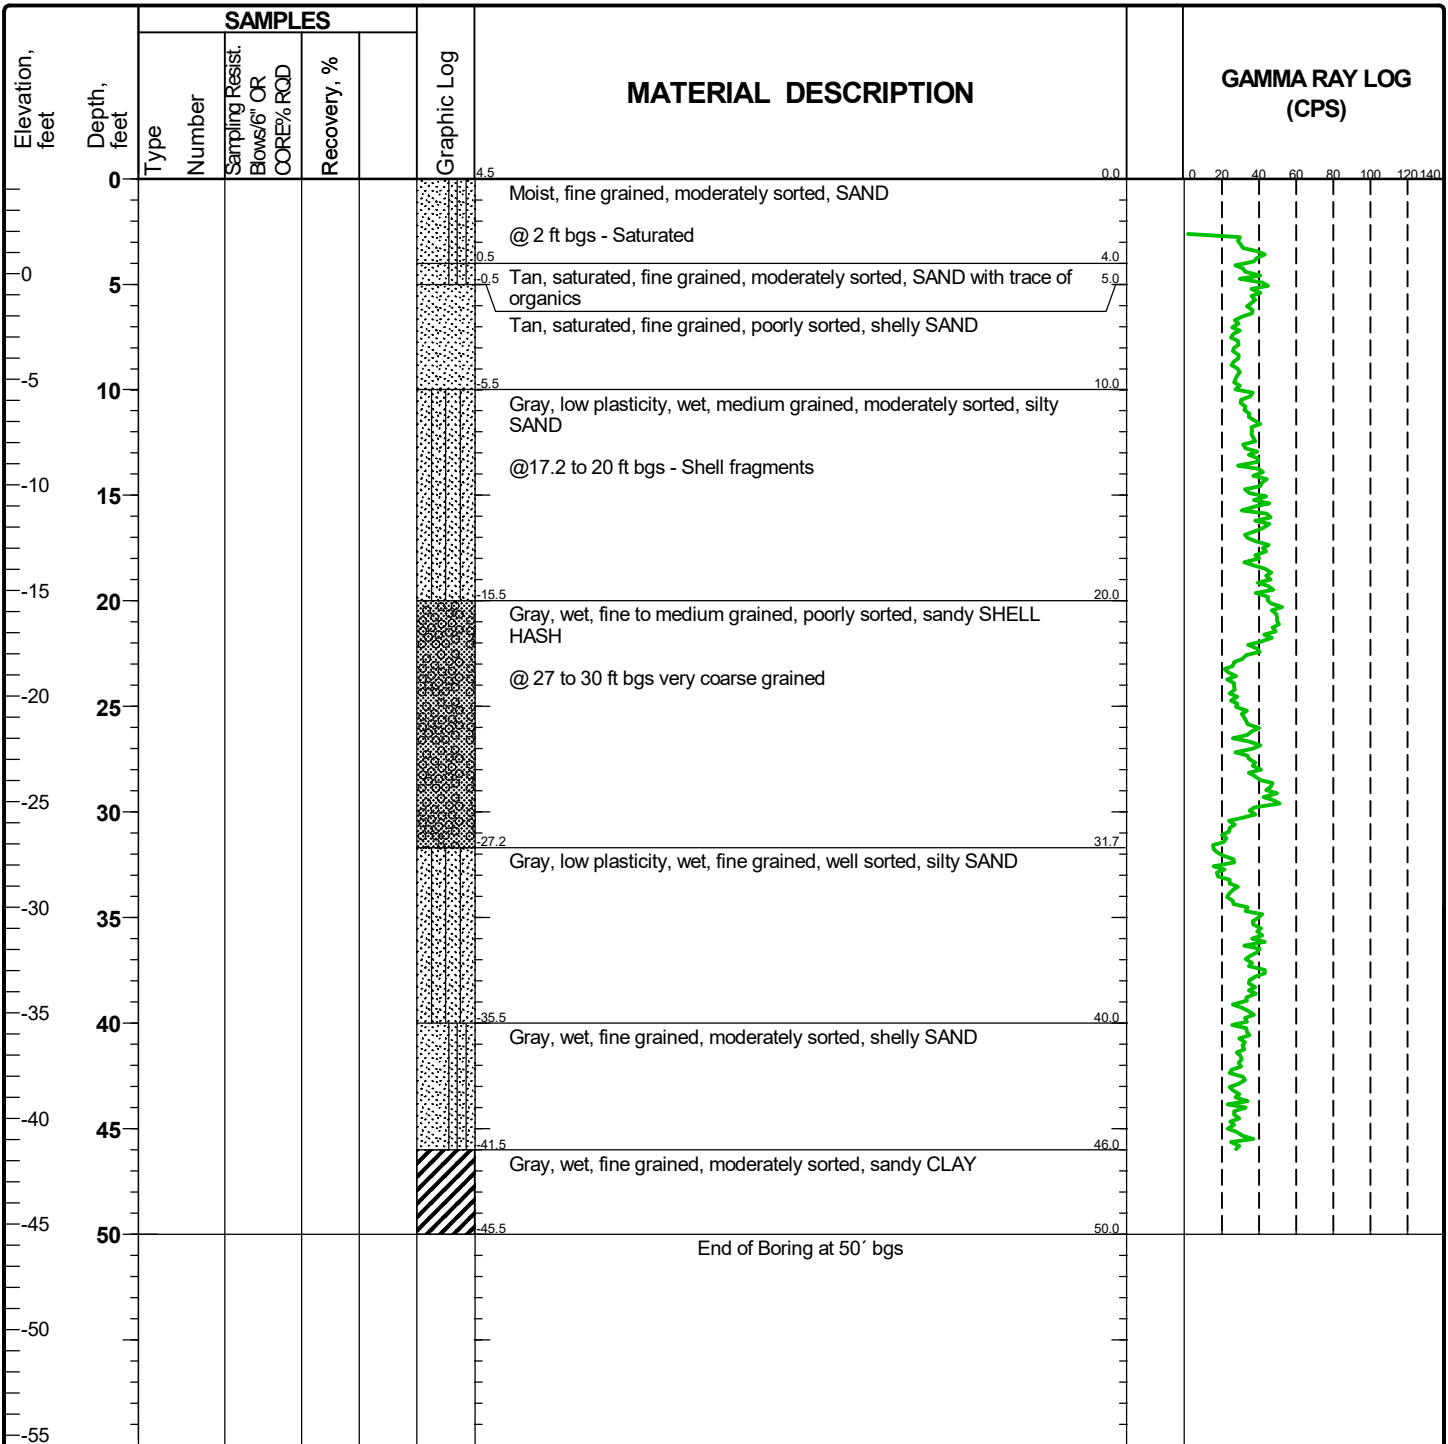 SAMPLES
Elevation,
feet
Depth,
feet
Type
Number
Sampling Resist.
Blows/6" OR
CORE% RQD
Recovery, %
Graphic Log
MATERIAL DESCRIPTION
GAMMA RAY LOG
(CPS)
0 20 40 60 80 100 120 140
0
5
10
15
20
25
30
35
40
45
50
0
-5
-10
-15
-20
-25
-30
-35
-40
-45
-50
-55
4.5 0.0
Moist, fine grained, moderately sorted, SAND
@ 2 ft bgs - Saturated
0.5 4.0
Tan, saturated, fine grained, moderately sorted, SAND with trace of
organics
-0.5 5.0
Tan, saturated, fine grained, poorly sorted, shelly SAND
-5.5 10.0
Gray, low plasticity, wet, medium grained, moderately sorted, silty
SAND
@17.2 to 20 ft bgs - Shell fragments
-15.5 20.0
Gray, wet, fine to medium grained, poorly sorted, sandy SHELL
HASH
@ 27 to 30 ft bgs very coarse grained
-27.2 31.7
Gray, low plasticity, wet, fine grained, well sorted, silty SAND
-35.5 40.0
Gray, wet, fine grained, moderately sorted, shelly SAND
-41.5 46.0
Gray, wet, fine grained, moderately sorted, sandy CLAY
-45.5 50.0
End of Boring at 50´ bgs